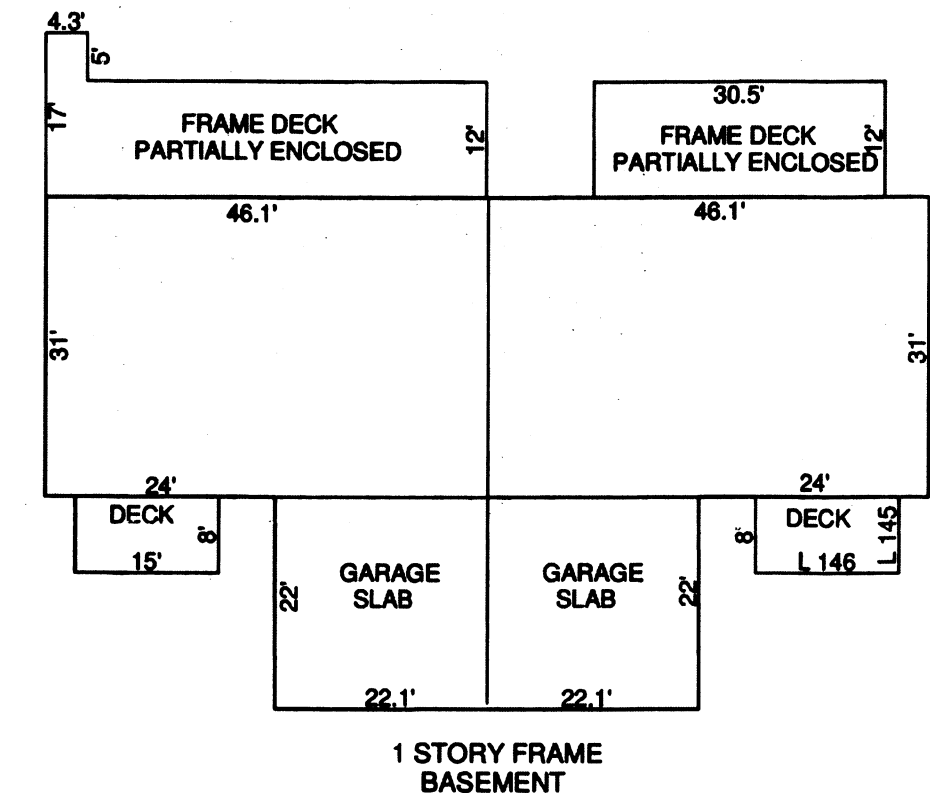 4.3'
5'
17'
FRAME DECK
PARTIALLY ENCLOSED
12'
30.5'
FRAME DECK
PARTIALLY ENCLOSED
12'
46.1'
46.1'
31'
31'
24'
24'
DECK
8'
15'
8'
DECK
L 145
L 146
GARAGE
SLAB
22'
GARAGE
SLAB
22'
22.1'
22.1'
1 STORY FRAME
BASEMENT